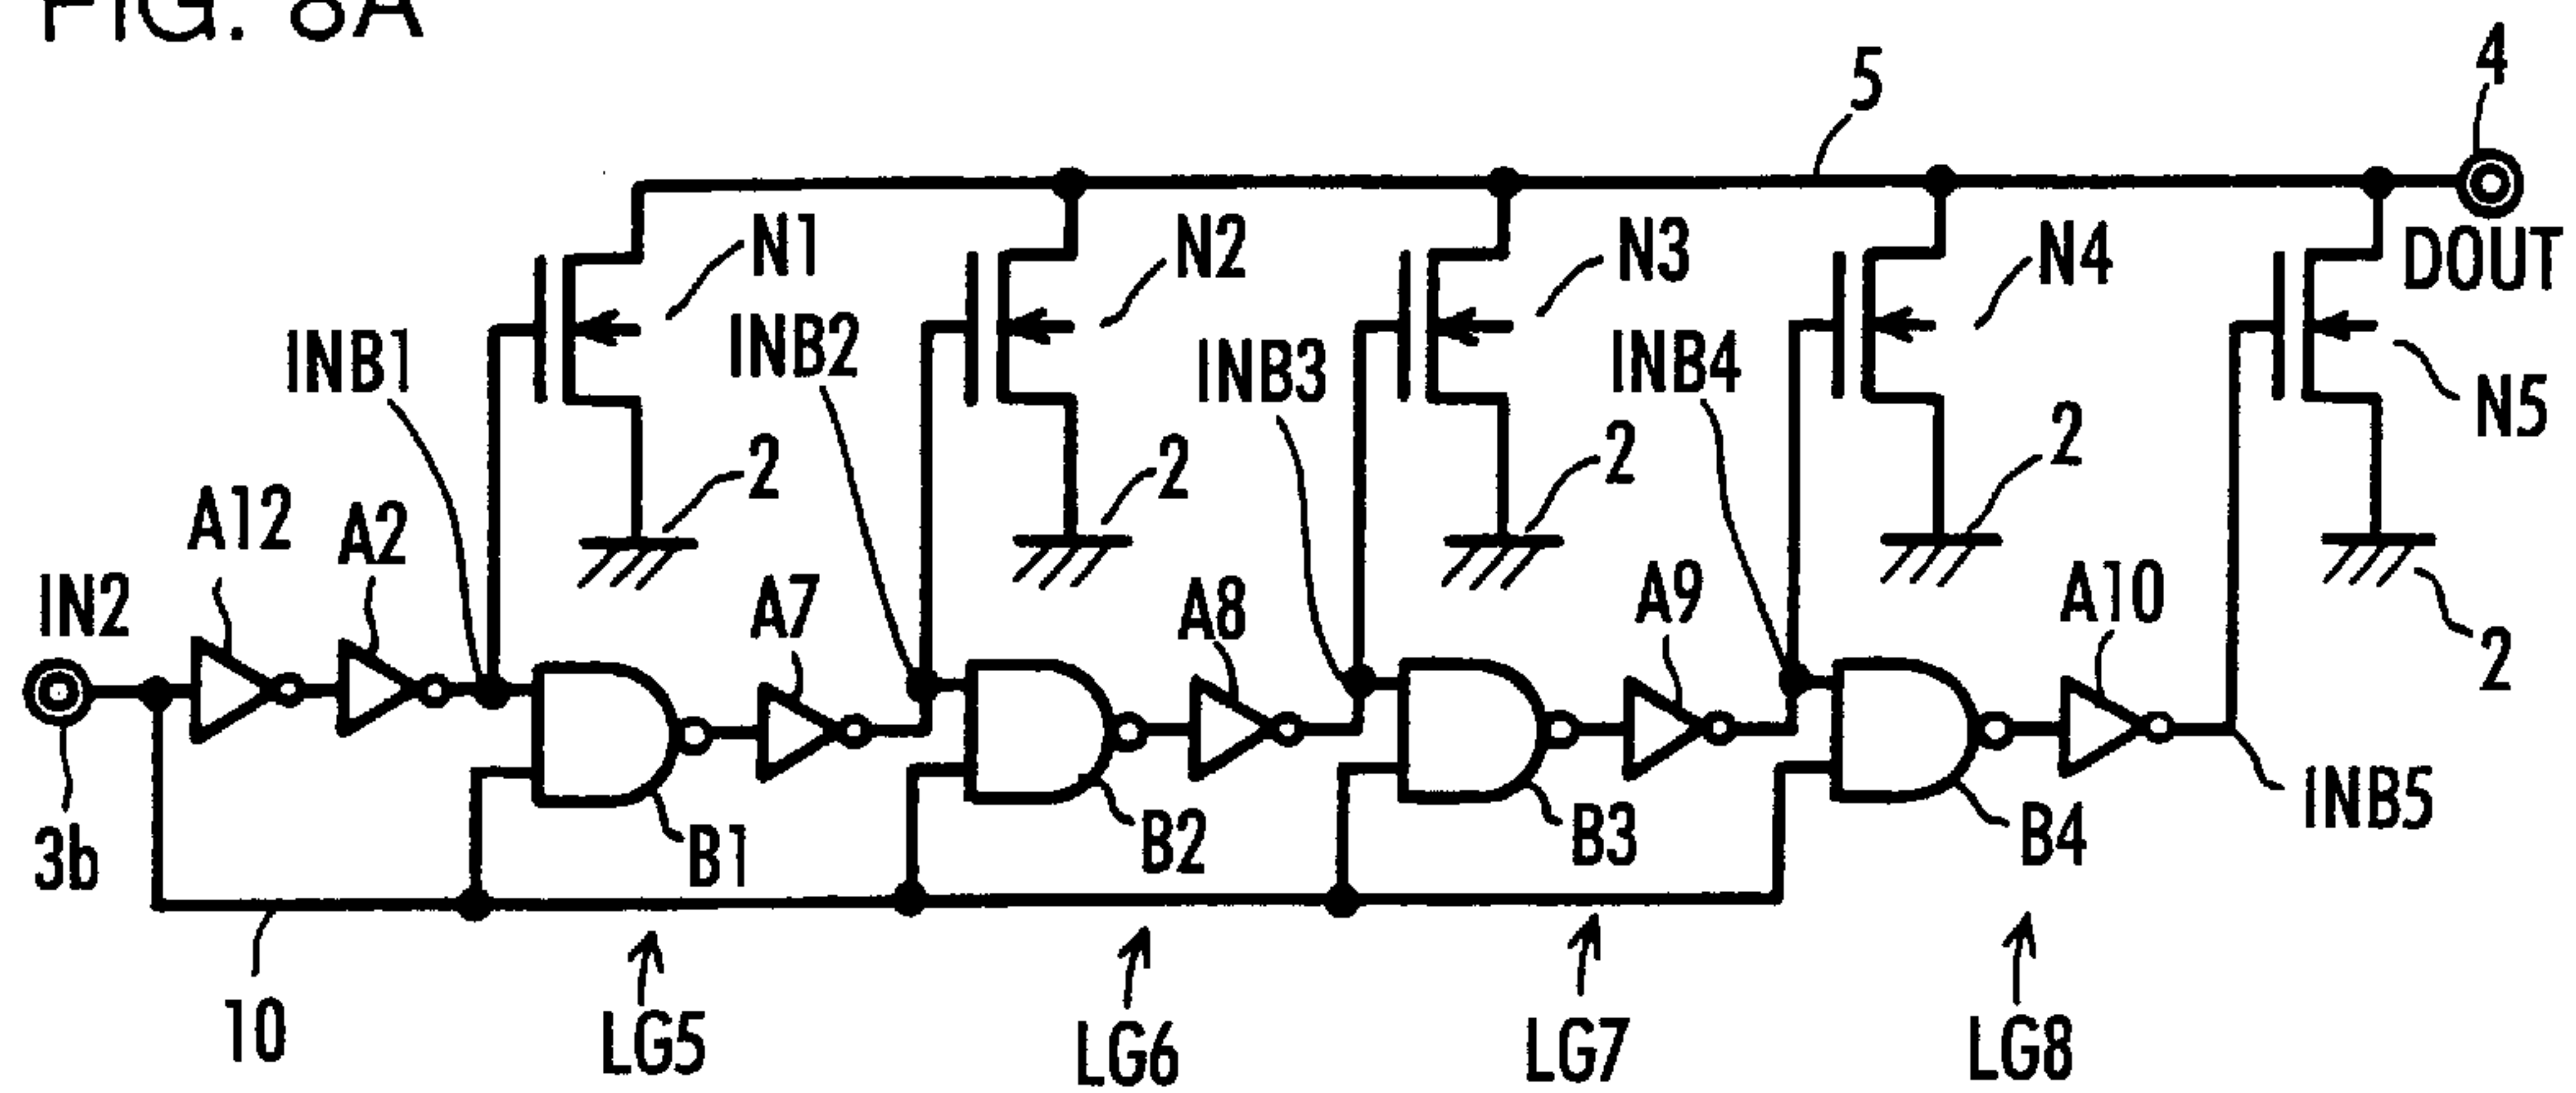 FIG. 8A
5
4
N1
N2
N3
N4
DOUT
INB1
INB2
INB3
INB4
N5
2
2
2
2
A12
A2
A7
A8
A9
A10
IN2
2
3b
B1
B2
B3
B4
INB5
10
LG5
LG6
LG7
LG8